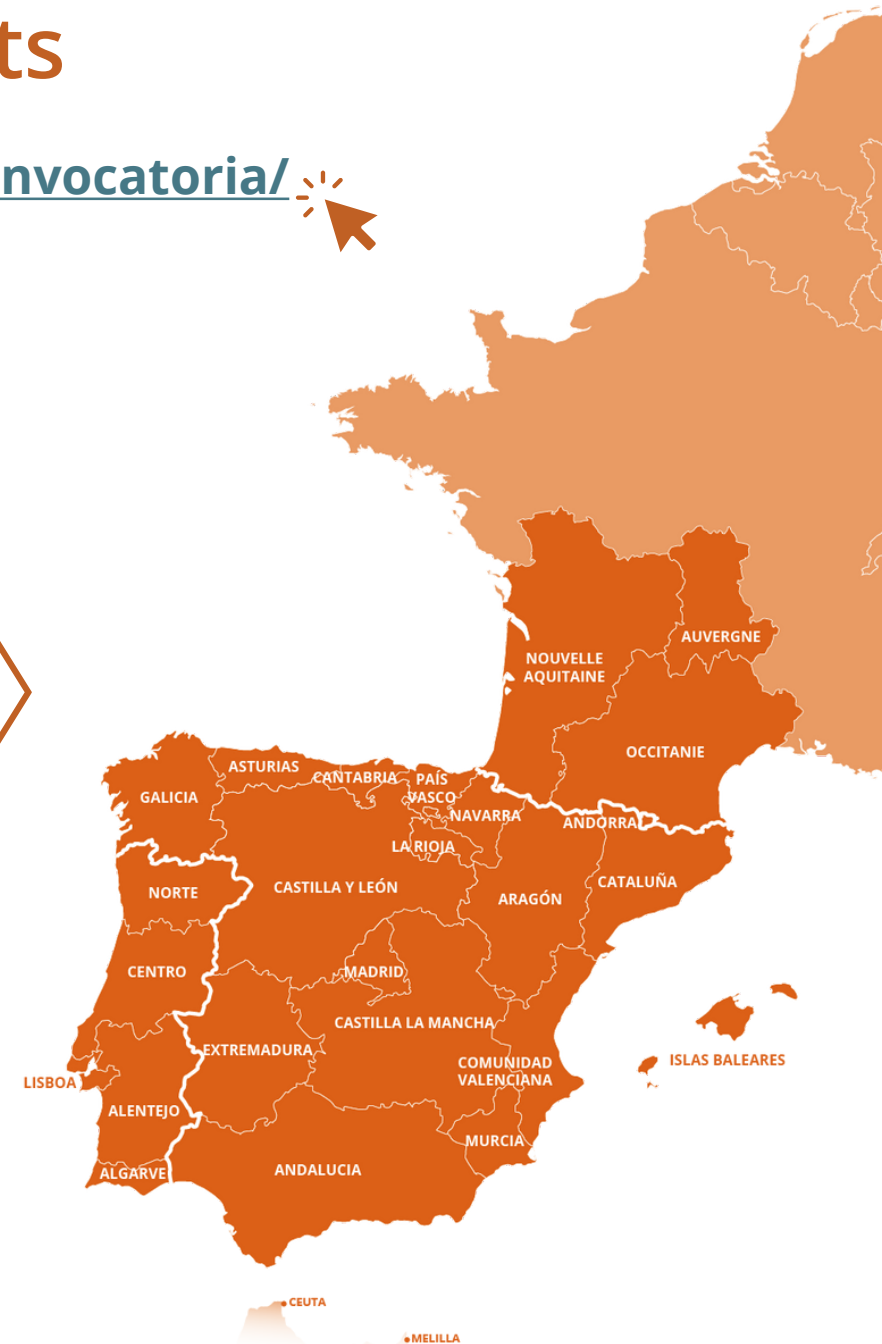 ts
nvocatoria/
AUVERGNE
NOUVELLE
AQUITAINE
OCCITANIE
ASTURIAS
CANTABRIA
PAÍS
VASCO
GALICIA
NAVARRA
ANDORRA
LA RIOJA
CATALUÑA
NORTE
CASTILLA Y LEÓN
ARAGÓN
CENTRO
MADRID
CASTILLA LA MANCHA
EXTREMADURA
COMUNIDAD
VALENCIANA
ISLAS BALEARES
LISBOA
ALENTEJO
MURCIA
ALGARVE
ANDALUCIA
CEUTA
MELILLA